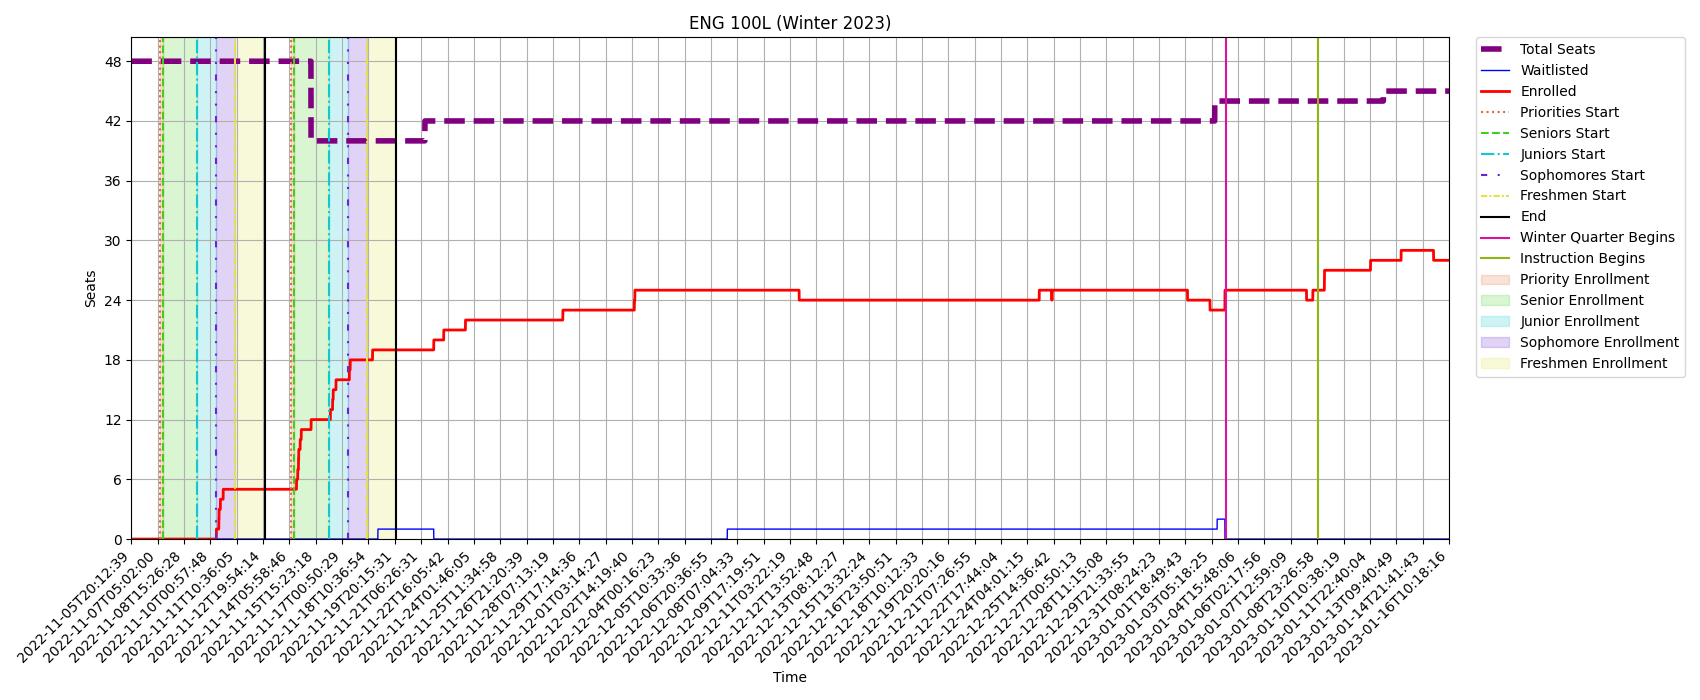 ENG 100L (Winter 2023)
Total Seats
Waitlisted
Enrolled
Priorities Start
Seniors Start
Juniors Start
Sophomores Start
Freshmen Start
End
Winter Quarter Begins
Instruction Begins
Priority Enrollment
Senior Enrollment
Junior Enrollment
Sophomore Enrollment
Freshmen Enrollment
Seats
48
42
36
30
24
18
12
6
0
2022-11-05T20:12:39
2022-11-07T05:02:00
2022-11-08T15:26:28
2022-11-10T00:57:48
2022-11-11T10:36:05
2022-11-12T19:54:14
2022-11-14T05:58:46
2022-11-15T15:23:18
2022-11-17T00:50:29
2022-11-18T10:36:54
2022-11-19T20:15:31
2022-11-21T06:26:31
2022-11-22T16:05:42
2022-11-24T01:46:05
2022-11-25T11:34:58
2022-11-26T21:20:39
2022-11-28T07:13:19
2022-11-29T17:14:36
2022-12-01T03:14:27
2022-12-02T14:19:40
2022-12-04T00:16:23
2022-12-05T10:33:36
2022-12-06T20:36:55
2022-12-08T07:04:33
2022-12-09T17:19:51
2022-12-11T03:22:19
2022-12-12T13:52:48
2022-12-13T08:12:27
2022-12-15T13:32:24
2022-12-16T23:50:51
2022-12-18T10:12:33
2022-12-19T20:20:16
2022-12-21T07:26:55
2022-12-22T17:44:04
2022-12-24T04:01:15
2022-12-25T14:36:42
2022-12-27T00:50:13
2022-12-28T11:15:08
2022-12-29T21:33:55
2022-12-31T08:24:23
2023-01-01T18:49:43
2023-01-03T05:18:25
2023-01-04T15:48:06
2023-01-06T02:17:56
2023-01-07T12:59:09
2023-01-08T23:26:58
2023-01-10T10:38:19
2023-01-11T22:40:04
2023-01-13T09:40:49
2023-01-14T21:41:43
2023-01-16T10:18:16
Time